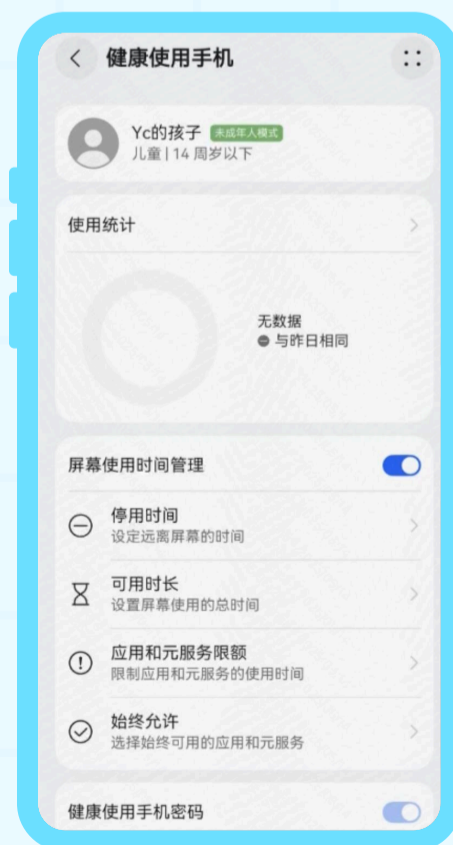 健康使用手机
Yc的孩子 未成年人模式
儿童 | 14 周岁以下
使用统计
无数据
与昨日相同
屏幕使用时间管理
停用时间
设定远离屏幕的时间
可用时长
设置屏幕使用的总时间
应用和元服务限额
限制应用和元服务的使用时间
始终允许
选择始终可用的应用和元服务
健康使用手机密码